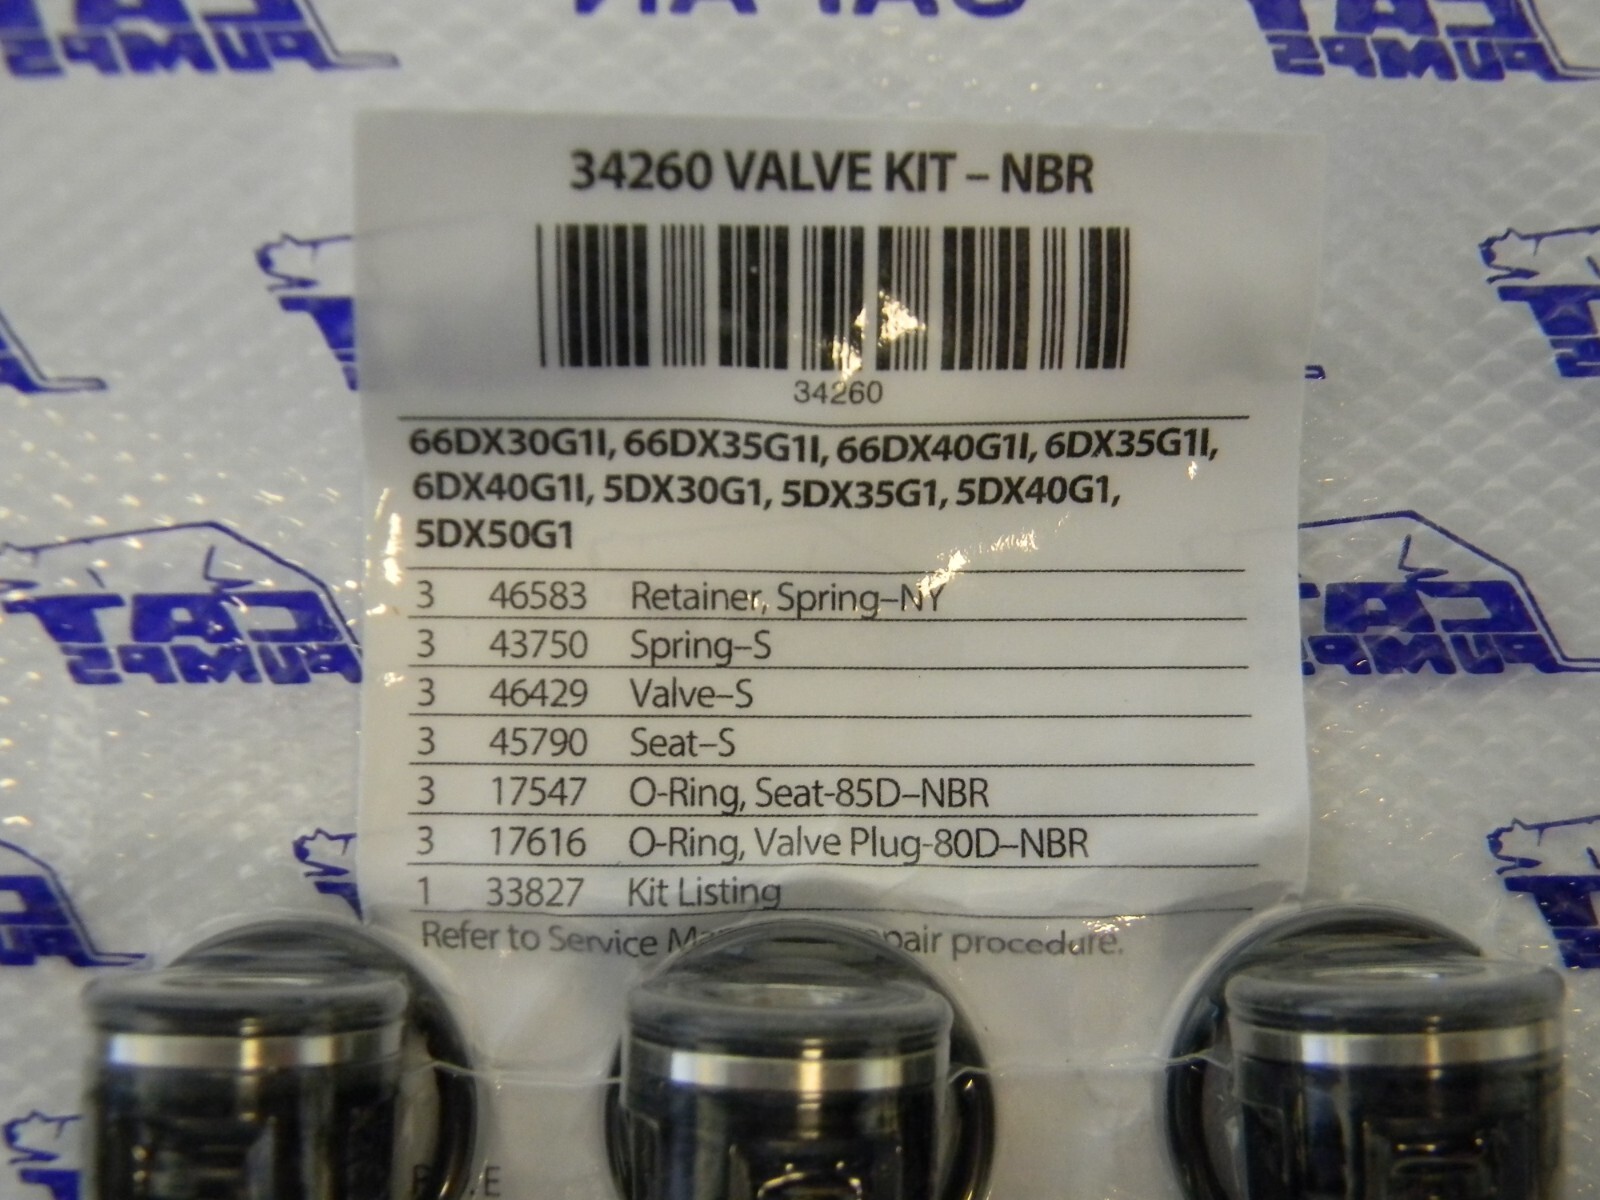 34260 VALVE KIT – NBR
34260
66DX30G1I, 66DX35G1I, 66DX40G1I, 6DX35G1I,
6DX40G1I, 5DX30G1, 5DX35G1, 5DX40G1,
5DX50G1
3 46583 Retainer, Spring–NY
3 43750 Spring–S
3 46429 Valve–S
3 45790 Seat–S
3 17547 O-Ring, Seat-85D–NBR
3 17616 O-Ring, Valve Plug-80D–NBR
1 33827 Kit Listing
Refer to Service procedure.
CAT
PUMPS
CAT
PUMPS
CAT
PUMPS
CAT
PUMPS